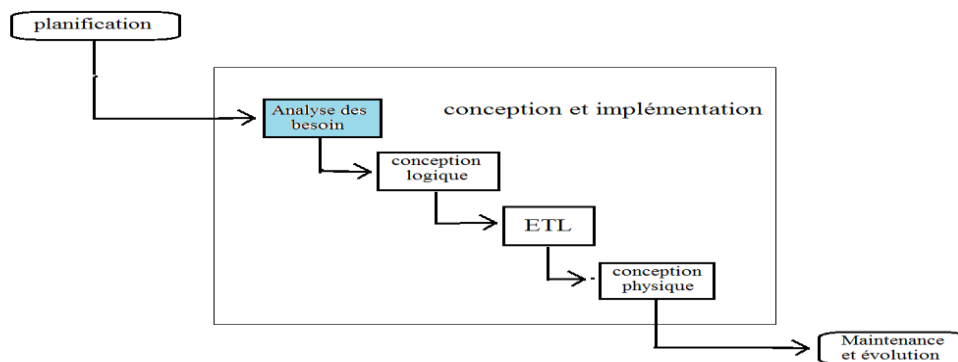 planification
Analyse des
besoin
conception et implémentation
conception
logique
ETL
conception
physique
Maintenance
et évolution